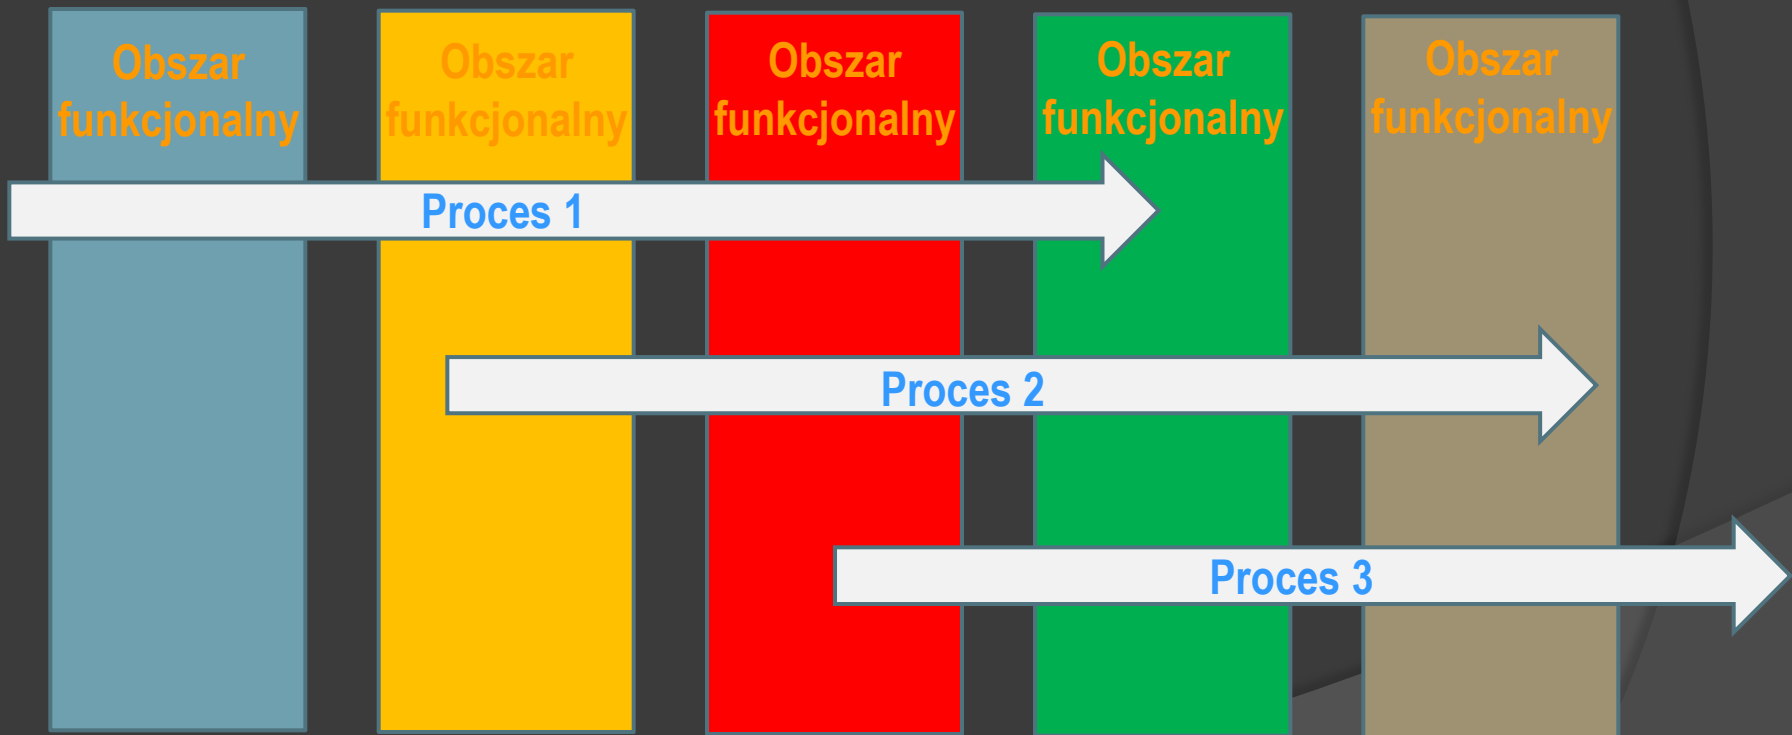 Obszar
funkcjonalny
Obszar
funkcjonalny
Obszar
funkcjonalny
Obszar
funkcjonalny
Obszar
funkcjonalny
Proces 1
Proces 2
Proces 3